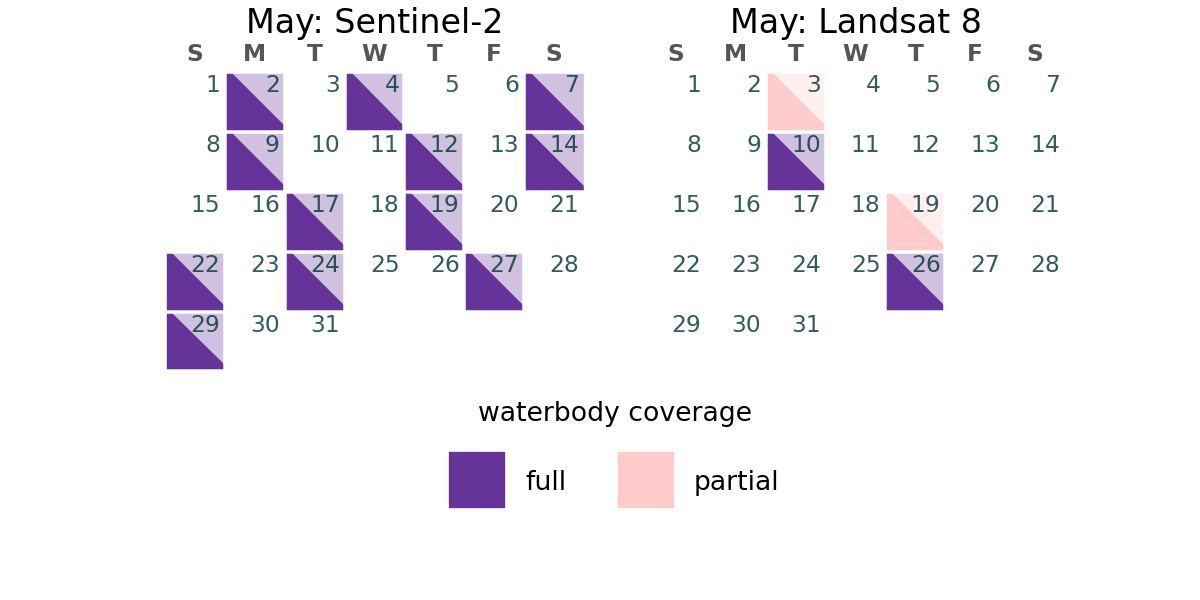 May: Sentinel-2
S M T W T F S
1 2 3 4 5 6 7
8 9 10 11 12 13 14
15 16 17 18 19 20 21
22 23 24 25 26 27 28
29 30 31
May: Landsat 8
S M T W T F S
1 2 3 4 5 6 7
8 9 10 11 12 13 14
15 16 17 18 19 20 21
22 23 24 25 26 27 28
29 30 31
waterbody coverage
full partial